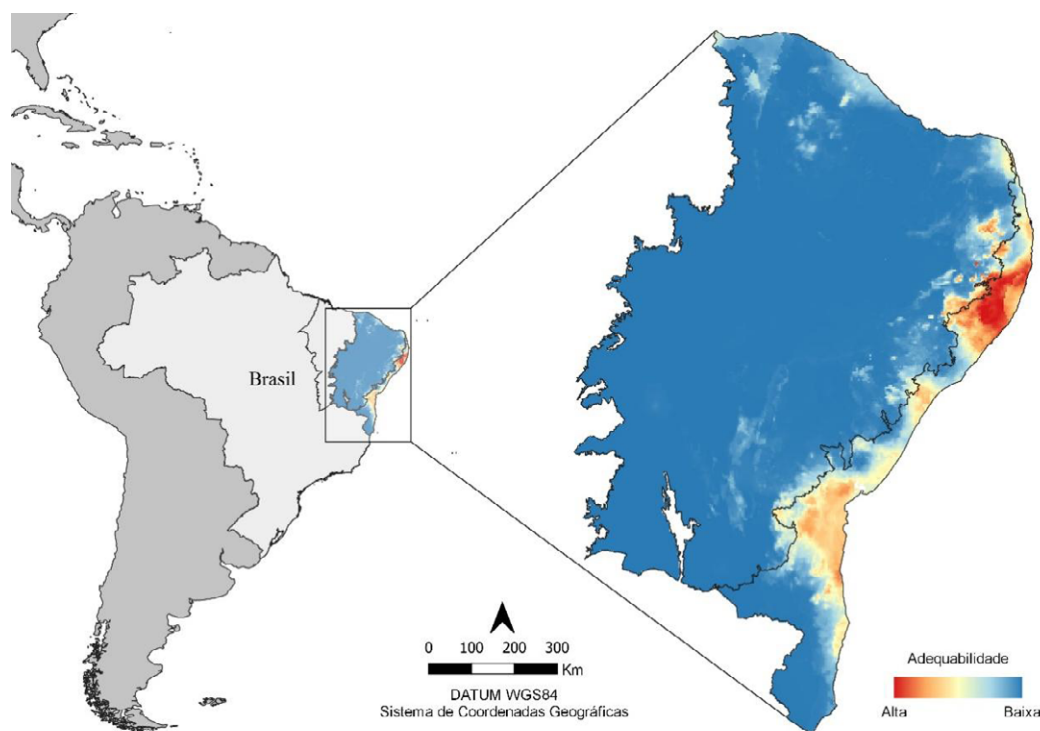 Brasil
0 100 200 300
Km
DATUM WGS84
Sistema de Coordenadas Geográficas
Adequabilidade
Alta Baixa